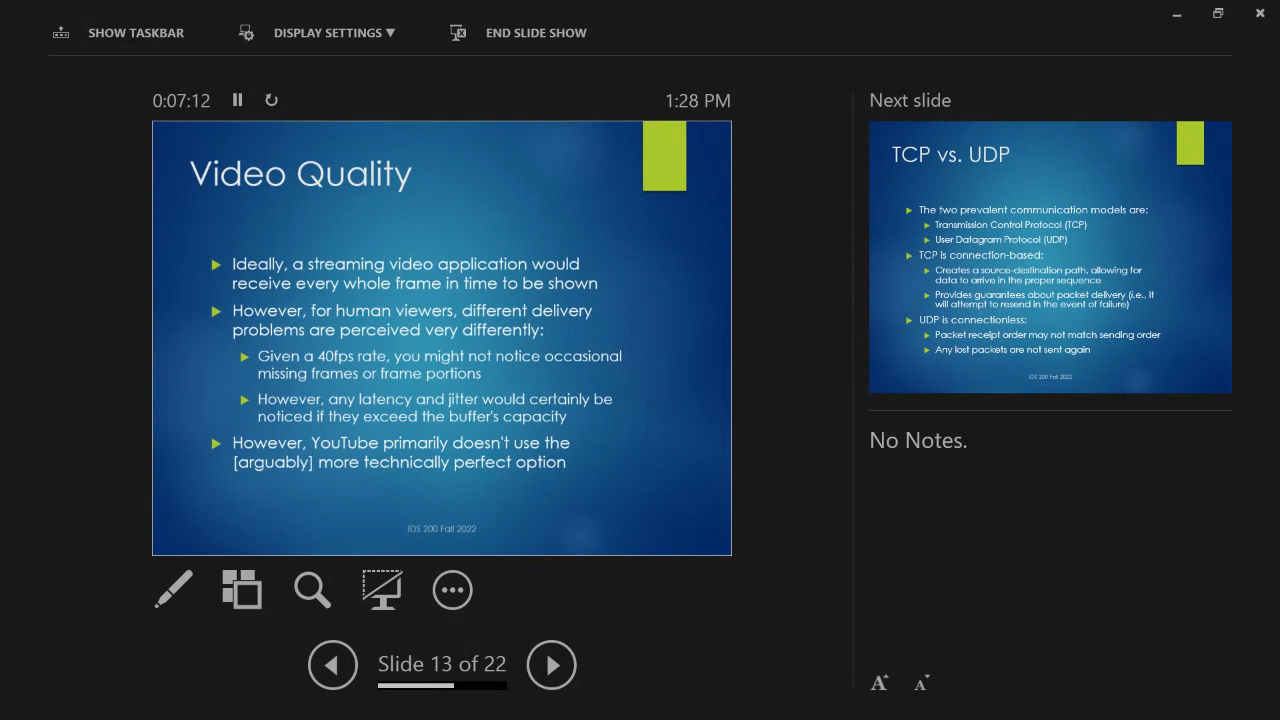 SHOW TASKBAR
DISPLAY SETTINGS ▼
END SLIDE SHOW
0:07:12
1:28 PM
Video Quality
Ideally, a streaming video application would
receive every whole frame in time to be shown
However, for human viewers, different delivery
problems are perceived very differently:
Given a 40fps rate, you might not notice occasional
missing frames or frame portions
However, any latency and jitter would certainly be
noticed if they exceed the buffer's capacity
However, YouTube primarily doesn't use the
[arguably] more technically perfect option
IDS 200 Fall 2022
Slide 13 of 22
Next slide
TCP vs. UDP
The two prevalent communication models are:
Transmission Control Protocol (TCP)
User Datagram Protocol (UDP)
TCP is connection-based:
Creates a source-destination path, allowing for
data to arrive in the proper sequence
Provides guarantees about packet delivery (i.e., it
will attempt to resend in the event of failure)
UDP is connectionless:
Packet receipt order may not match sending order
Any lost packets are not sent again
IDS 200 Fall 2022
No Notes.
A A